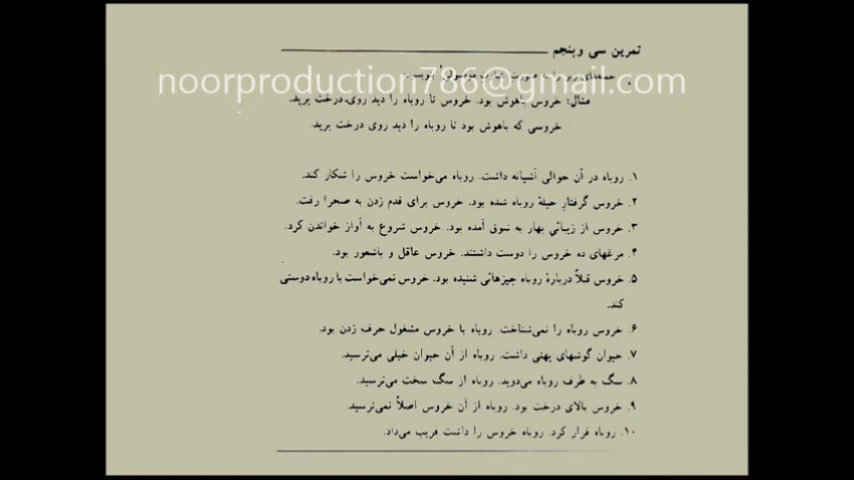 تمرین سی وپنجم
noorproduction786@gmail.com
جمله‌های زیر را به صورت
مثال: خروس باهوش بود. خروس تا روباه را دید روی درخت پرید.
خروسی که باهوش بود تا روباه را دید روی درخت پرید.
۱. روباه در آن حوالی آشیانه داشت. روباه می‌خواست خروس را شکار کند.
۲. خروس گرفتار حیلهٔ روباه شده بود. خروس برای قدم زدن به صحرا رفت.
۳. خروس از زیبائی بهار به شوق آمده بود. خروس شروع به آواز خواندن کرد.
۴. مرغهای ده خروس را دوست داشتند. خروس عاقل و باشعور بود.
۵. خروس قبلاً دربارهٔ روباه چیزهائی شنیده بود. خروس نمی‌خواست با روباه دوستی
کند.
۶. خروس روباه را نمی‌شناخت. روباه با خروس مشغول حرف زدن بود.
۷. حیوان گوشهای پهنی داشت. روباه از آن حیوان خیلی می‌ترسید.
۸. سگ به طرف روباه می‌دوید. روباه از سگ سخت می‌ترسید.
۹. خروس بالای درخت بود. روباه از آن خروس اصلاً نمی‌ترسید.
۱۰. روباه فرار کرد. روباه خروس را داشت فریب می‌داد.